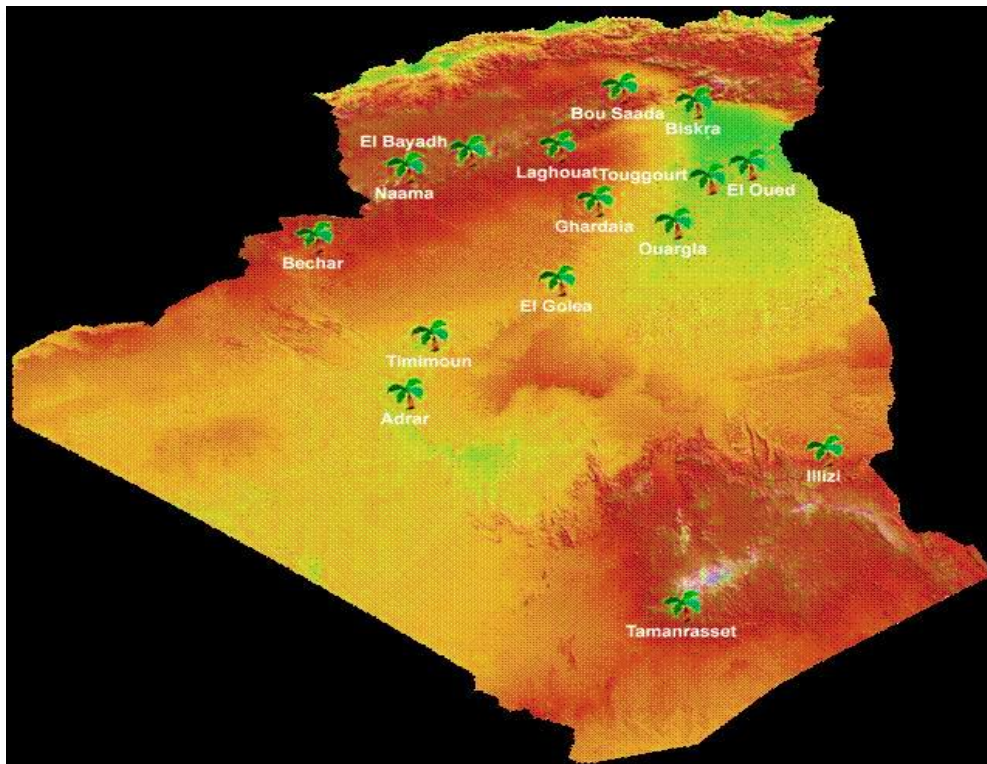 Bou Saada
Biskra
El Bayadh
Laghouat
Touggourt
El Oued
Naama
Ghardaia
Ouargla
Bechar
El Golea
Timimoun
Adrar
Illizi
Tamanrasset